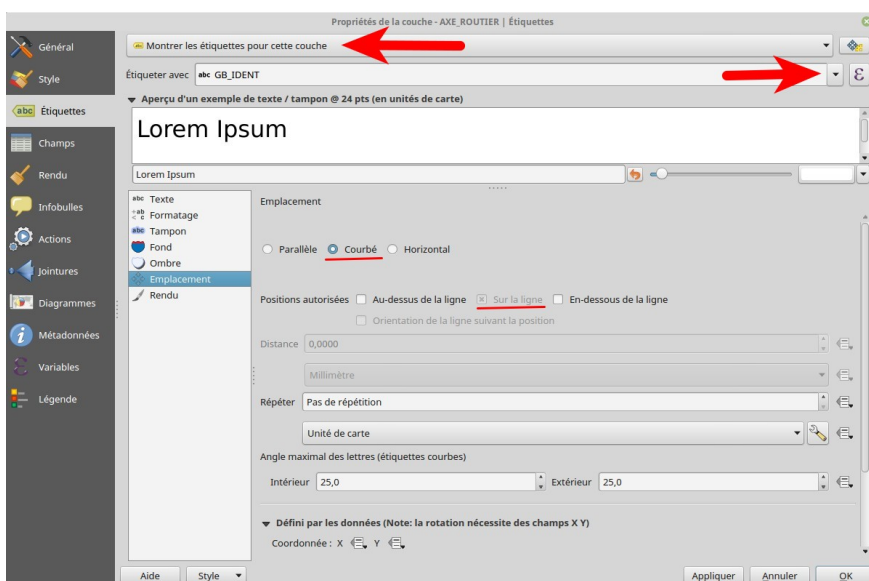 Propriétés de la couche - AXE_ROUTIER | Étiquettes
Général
Style
abc Étiquettes
Champs
Rendu
Infobulles
Actions
Jointures
Diagrammes
Métadonnées
Variables
Légende
Montrer les étiquettes pour cette couche
Étiqueter avec abc GB_IDENT
ε
Aperçu d'un exemple de texte / tampon @ 24 pts (en unités de carte)
Lorem Ipsum
Lorem Ipsum
abc Texte
Formatage
abc Tampon
Fond
Ombre
Emplacement
Rendu
Emplacement
Parallèle Courbé Horizontal
Positions autorisées Au-dessus de la ligne Sur la ligne En-dessous de la ligne
Orientation de la ligne suivant la position
Distance 0,0000
Millimètre
Répéter Pas de répétition
Unité de carte
Angle maximal des lettres (étiquettes courbes)
Intérieur 25,0 Extérieur 25,0
Défini par les données (Note: la rotation nécessite des champs X Y)
Coordonnée : X Y
Aide Style Appliquer Annuler OK